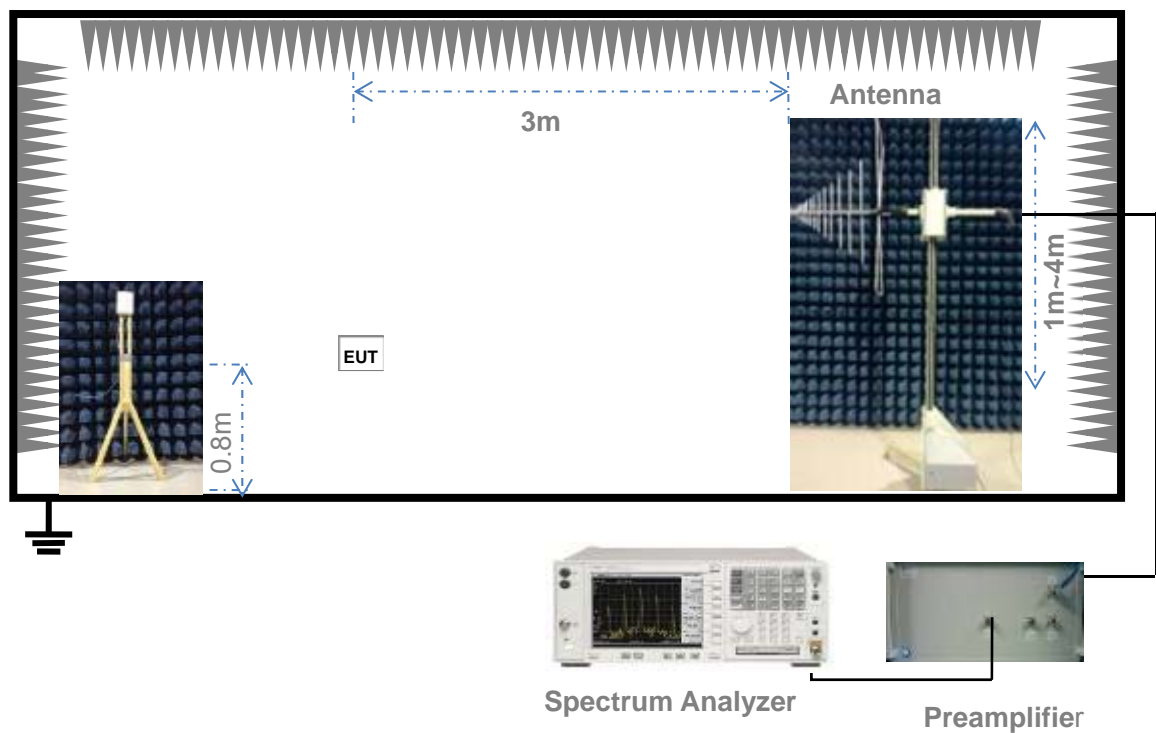 Antenna
3m
1m~4m
EUT
0.8m
Spectrum Analyzer
Preamplifier